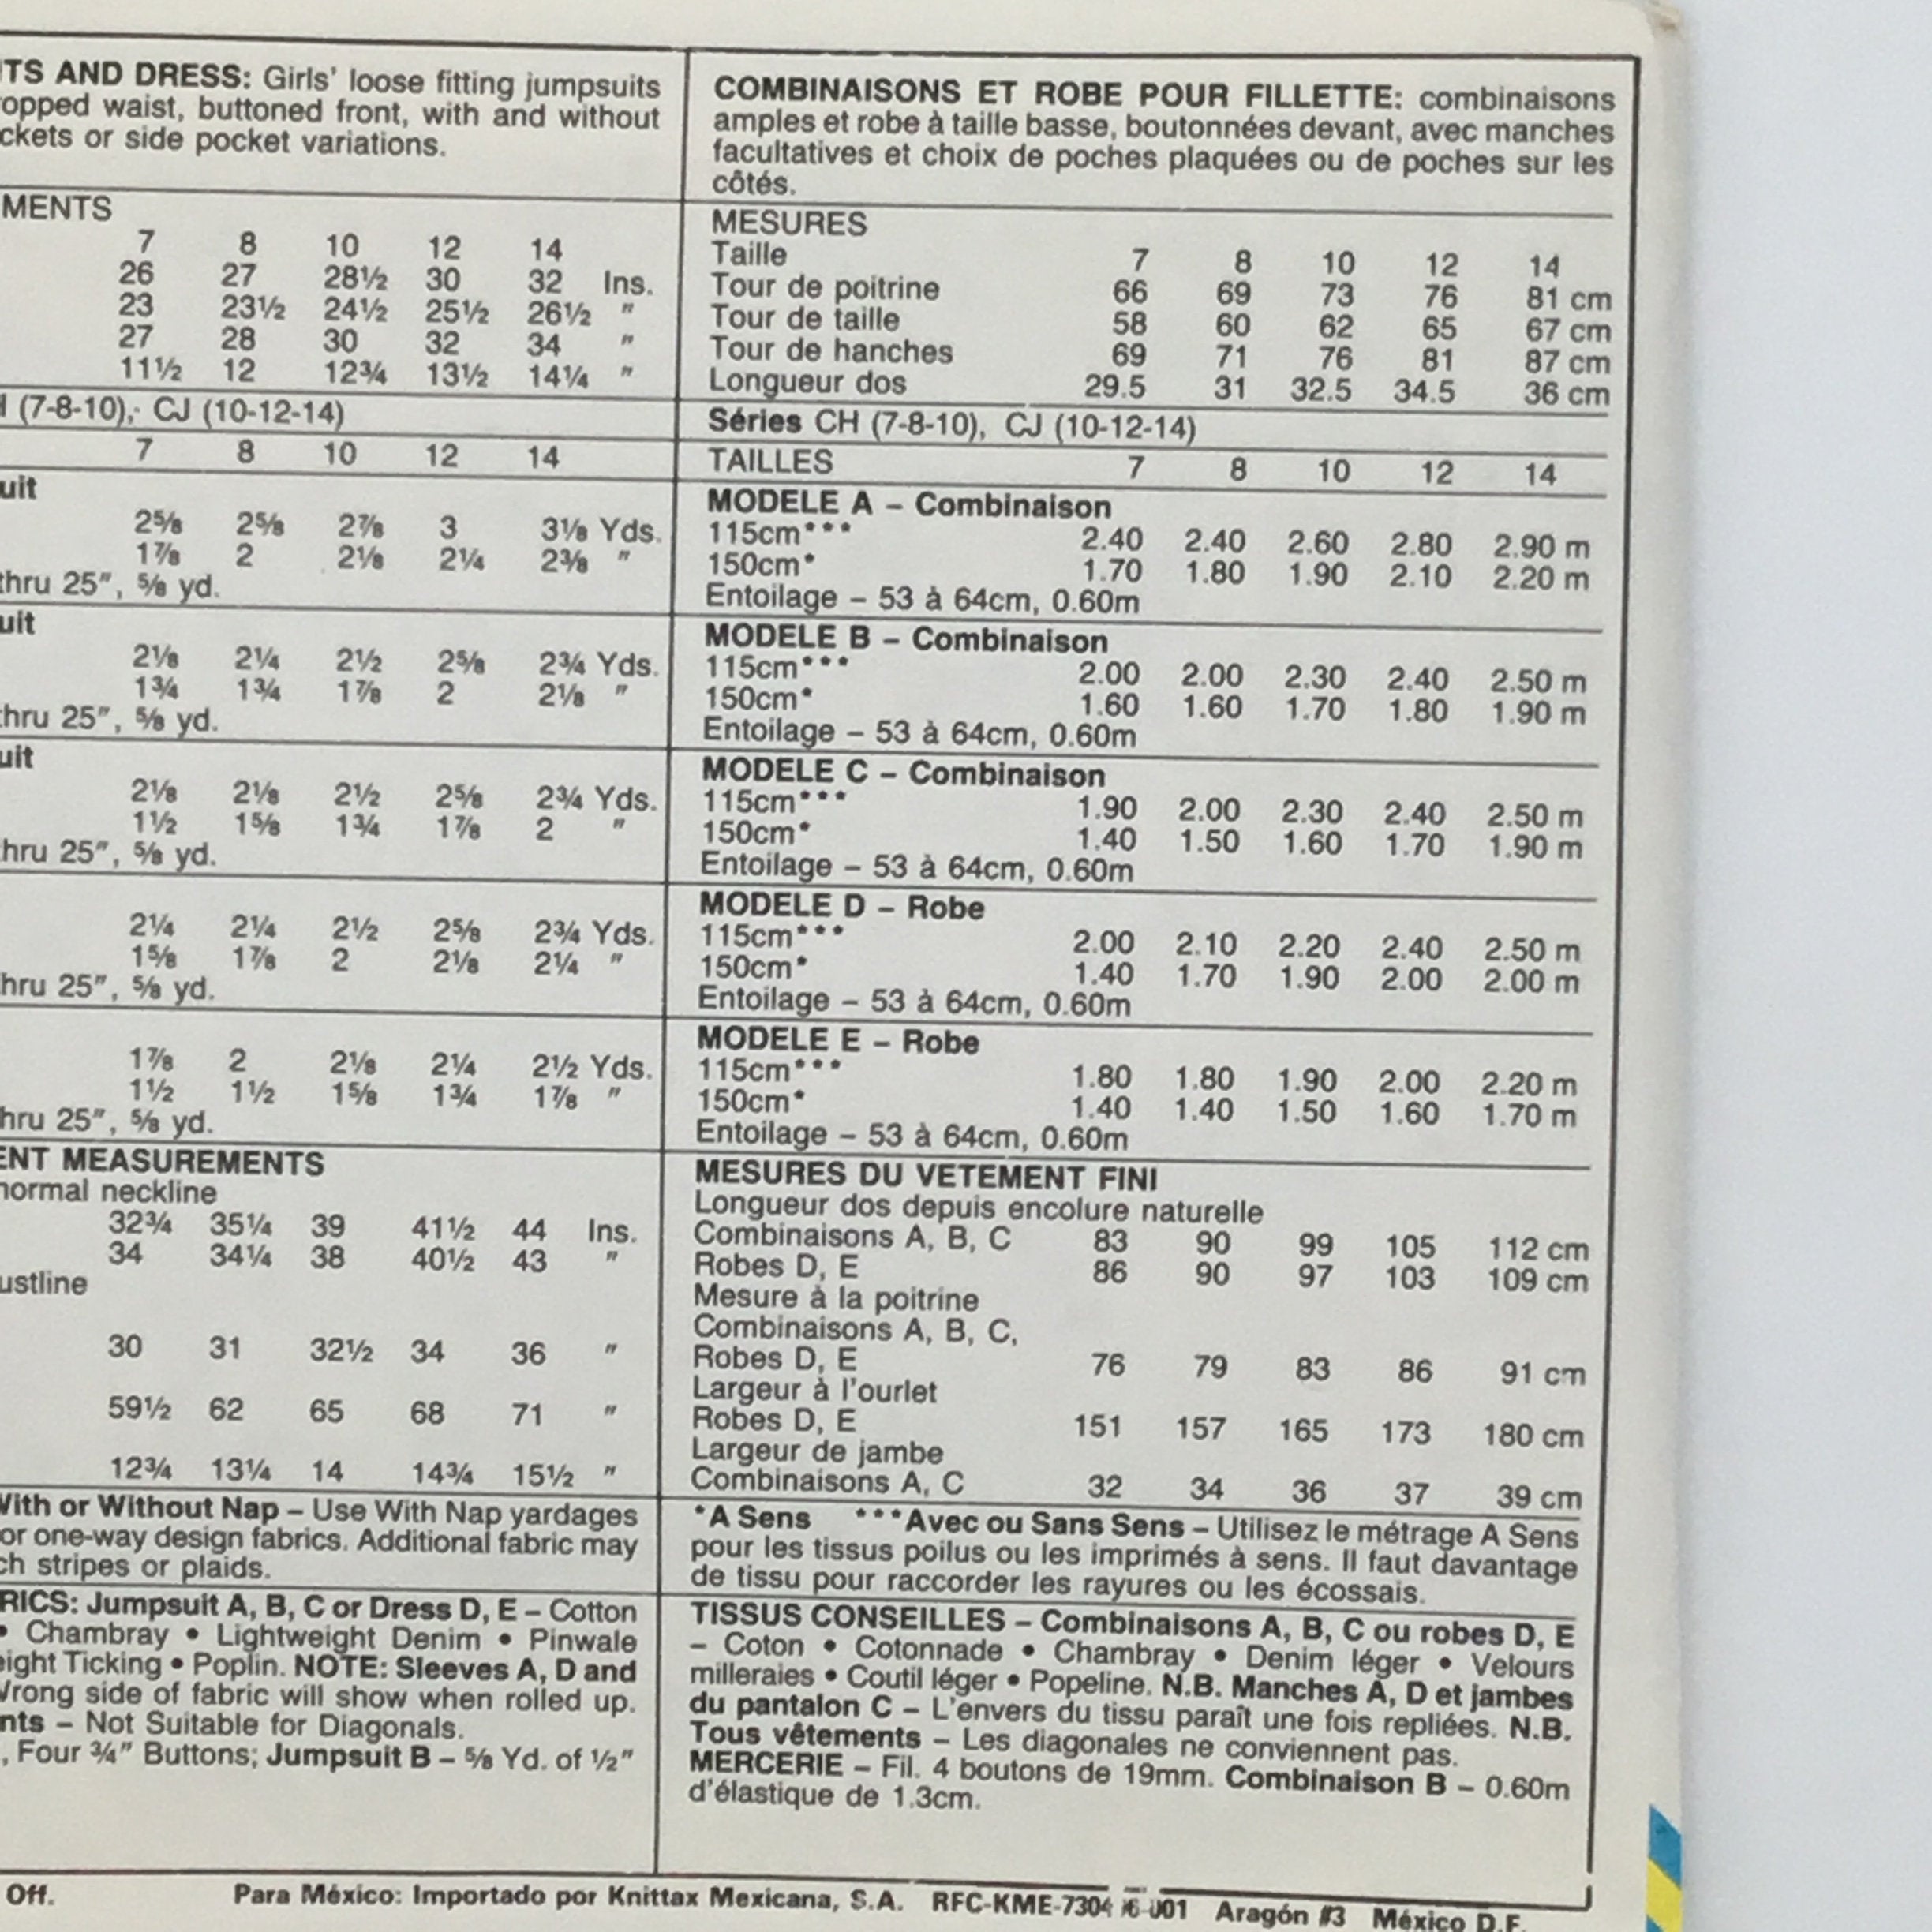 TS AND DRESS: Girls' loose fitting jumpsuits
opped waist, buttoned front, with and without
ckets or side pocket variations.
MENTS
7 8 10 12 14
26 27 28½ 30 32 Ins.
23 23½ 24½ 25½ 26½ "
27 28 30 32 34 "
11½ 12 12¾ 13½ 14¼ "
(7-8-10), CJ (10-12-14)
7 8 10 12 14
uit
2⅝ 2⅝ 2⅞ 3 3⅛ Yds.
1⅞ 2 2⅛ 2¼ 2⅜ "
thru 25", ⅝ yd.
uit
2⅛ 2¼ 2½ 2⅝ 2¾ Yds.
1¾ 1¾ 1⅞ 2 2⅛ "
thru 25", ⅝ yd.
uit
2⅛ 2⅛ 2½ 2⅝ 2¾ Yds.
1½ 1⅝ 1¾ 1⅞ 2 "
hru 25", ⅝ yd.
2¼ 2¼ 2½ 2⅝ 2¾ Yds.
1⅝ 1⅞ 2 2⅛ 2¼ "
hru 25", ⅝ yd.
1⅞ 2 2⅛ 2¼ 2½ Yds.
1½ 1½ 1⅝ 1¾ 1⅞ "
hru 25", ⅝ yd.
ENT MEASUREMENTS
normal neckline
32¾ 35¼ 39 41½ 44 Ins.
34 34¼ 38 40½ 43 "
ustline
30 31 32½ 34 36 "
59½ 62 65 68 71 "
12¾ 13¼ 14 14¾ 15½ "
With or Without Nap – Use With Nap yardages
or one-way design fabrics. Additional fabric may
ch stripes or plaids.
RICS: Jumpsuit A, B, C or Dress D, E – Cotton
• Chambray • Lightweight Denim • Pinwale
eight Ticking • Poplin. NOTE: Sleeves A, D and
Wrong side of fabric will show when rolled up.
nts – Not Suitable for Diagonals.
, Four ¾" Buttons; Jumpsuit B – ⅝ Yd. of ½"
COMBINAISONS ET ROBE POUR FILLETTE: combinaisons
amples et robe à taille basse, boutonnées devant, avec manches
facultatives et choix de poches plaquées ou de poches sur les
côtés.
MESURES
Taille 7 8 10 12 14
Tour de poitrine 66 69 73 76 81 cm
Tour de taille 58 60 62 65 67 cm
Tour de hanches 69 71 76 81 87 cm
Longueur dos 29.5 31 32.5 34.5 36 cm
Séries CH (7-8-10), CJ (10-12-14)
TAILLES 7 8 10 12 14
MODELE A – Combinaison
115cm*** 2.40 2.40 2.60 2.80 2.90 m
150cm* 1.70 1.80 1.90 2.10 2.20 m
Entoilage – 53 à 64cm, 0.60m
MODELE B – Combinaison
115cm*** 2.00 2.00 2.30 2.40 2.50 m
150cm* 1.60 1.60 1.70 1.80 1.90 m
Entoilage – 53 à 64cm, 0.60m
MODELE C – Combinaison
115cm*** 1.90 2.00 2.30 2.40 2.50 m
150cm* 1.40 1.50 1.60 1.70 1.90 m
Entoilage – 53 à 64cm, 0.60m
MODELE D – Robe
115cm*** 2.00 2.10 2.20 2.40 2.50 m
150cm* 1.40 1.70 1.90 2.00 2.00 m
Entoilage – 53 à 64cm, 0.60m
MODELE E – Robe
115cm*** 1.80 1.80 1.90 2.00 2.20 m
150cm* 1.40 1.40 1.50 1.60 1.70 m
Entoilage – 53 à 64cm, 0.60m
MESURES DU VETEMENT FINI
Longueur dos depuis encolure naturelle
Combinaisons A, B, C 83 90 99 105 112 cm
Robes D, E 86 90 97 103 109 cm
Mesure à la poitrine
Combinaisons A, B, C,
Robes D, E 76 79 83 86 91 cm
Largeur à l'ourlet
Robes D, E 151 157 165 173 180 cm
Largeur de jambe
Combinaisons A, C 32 34 36 37 39 cm
*A Sens ***Avec ou Sans Sens – Utilisez le métrage A Sens
pour les tissus poilus ou les imprimés à sens. Il faut davantage
de tissu pour raccorder les rayures ou les écossais.
TISSUS CONSEILLES – Combinaisons A, B, C ou robes D, E
– Coton • Cotonnade • Chambray • Denim léger • Velours
milleraies • Coutil léger • Popeline. N.B. Manches A, D et jambes
du pantalon C – L'envers du tissu paraît une fois repliées. N.B.
Tous vêtements – Les diagonales ne conviennent pas.
MERCERIE – Fil. 4 boutons de 19mm. Combinaison B – 0.60m
d'élastique de 1.3cm.
Off. Para México: Importado por Knittax Mexicana, S.A. Aragón #3 México D.F.